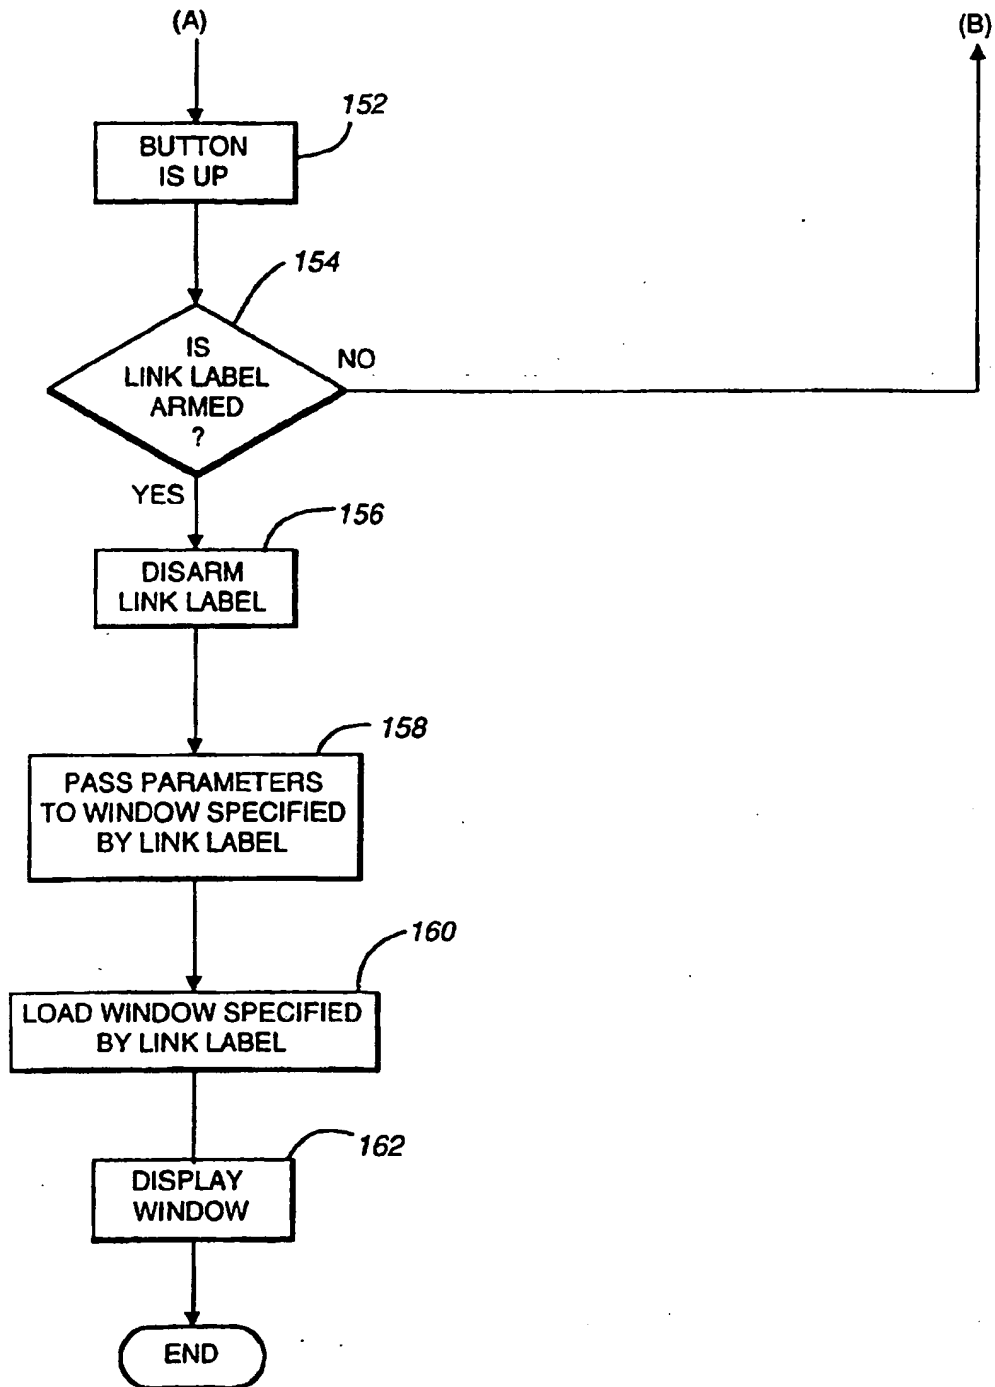 (A)
(B)
152
BUTTON
IS UP
154
IS
LINK LABEL
ARMED
?
NO
YES
156
DISARM
LINK LABEL
158
PASS PARAMETERS
TO WINDOW SPECIFIED
BY LINK LABEL
160
LOAD WINDOW SPECIFIED
BY LINK LABEL
162
DISPLAY
WINDOW
END